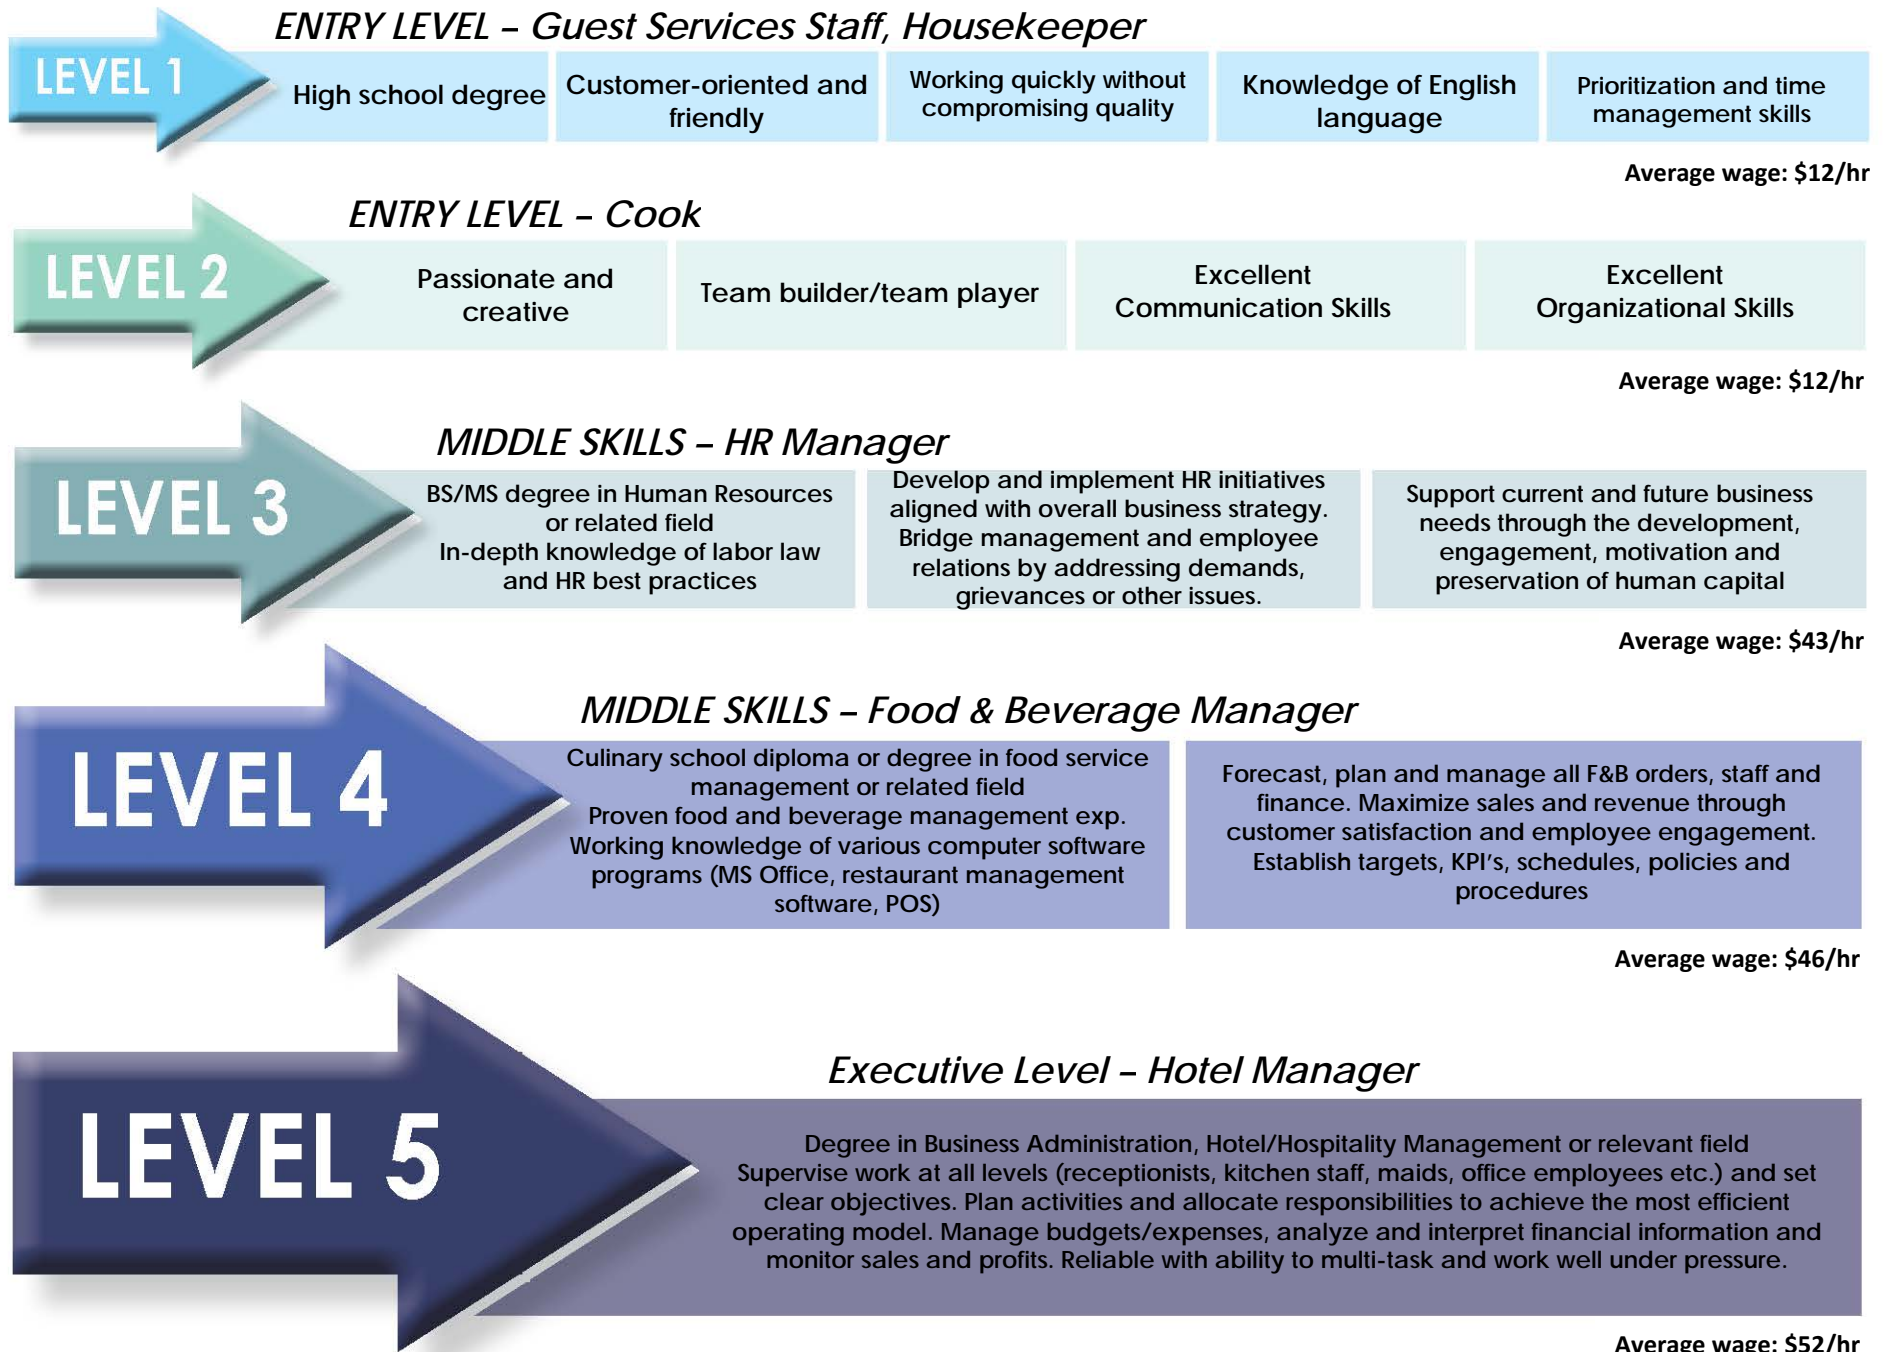 ENTRY LEVEL – Guest Services Staff, Housekeeper
LEVEL 1
High school degree
Customer-oriented and
friendly
Working quickly without
compromising quality
Knowledge of English
language
Prioritization and time
management skills
Average wage: $12/hr
ENTRY LEVEL – Cook
LEVEL 2
Passionate and
creative
Team builder/team player
Excellent
Communication Skills
Excellent
Organizational Skills
Average wage: $12/hr
MIDDLE SKILLS – HR Manager
LEVEL 3
BS/MS degree in Human Resources
or related field
In-depth knowledge of labor law
and HR best practices
Develop and implement HR initiatives
aligned with overall business strategy.
Bridge management and employee
relations by addressing demands,
grievances or other issues.
Support current and future business
needs through the development,
engagement, motivation and
preservation of human capital
Average wage: $43/hr
MIDDLE SKILLS – Food & Beverage Manager
LEVEL 4
Culinary school diploma or degree in food service
management or related field
Proven food and beverage management exp.
Working knowledge of various computer software
programs (MS Office, restaurant management
software, POS)
Forecast, plan and manage all F&B orders, staff and
finance. Maximize sales and revenue through
customer satisfaction and employee engagement.
Establish targets, KPI's, schedules, policies and
procedures
Average wage: $46/hr
Executive Level – Hotel Manager
LEVEL 5
Degree in Business Administration, Hotel/Hospitality Management or relevant field
Supervise work at all levels (receptionists, kitchen staff, maids, office employees etc.) and set
clear objectives. Plan activities and allocate responsibilities to achieve the most efficient
operating model. Manage budgets/expenses, analyze and interpret financial information and
monitor sales and profits. Reliable with ability to multi-task and work well under pressure.
Average wage: $52/hr